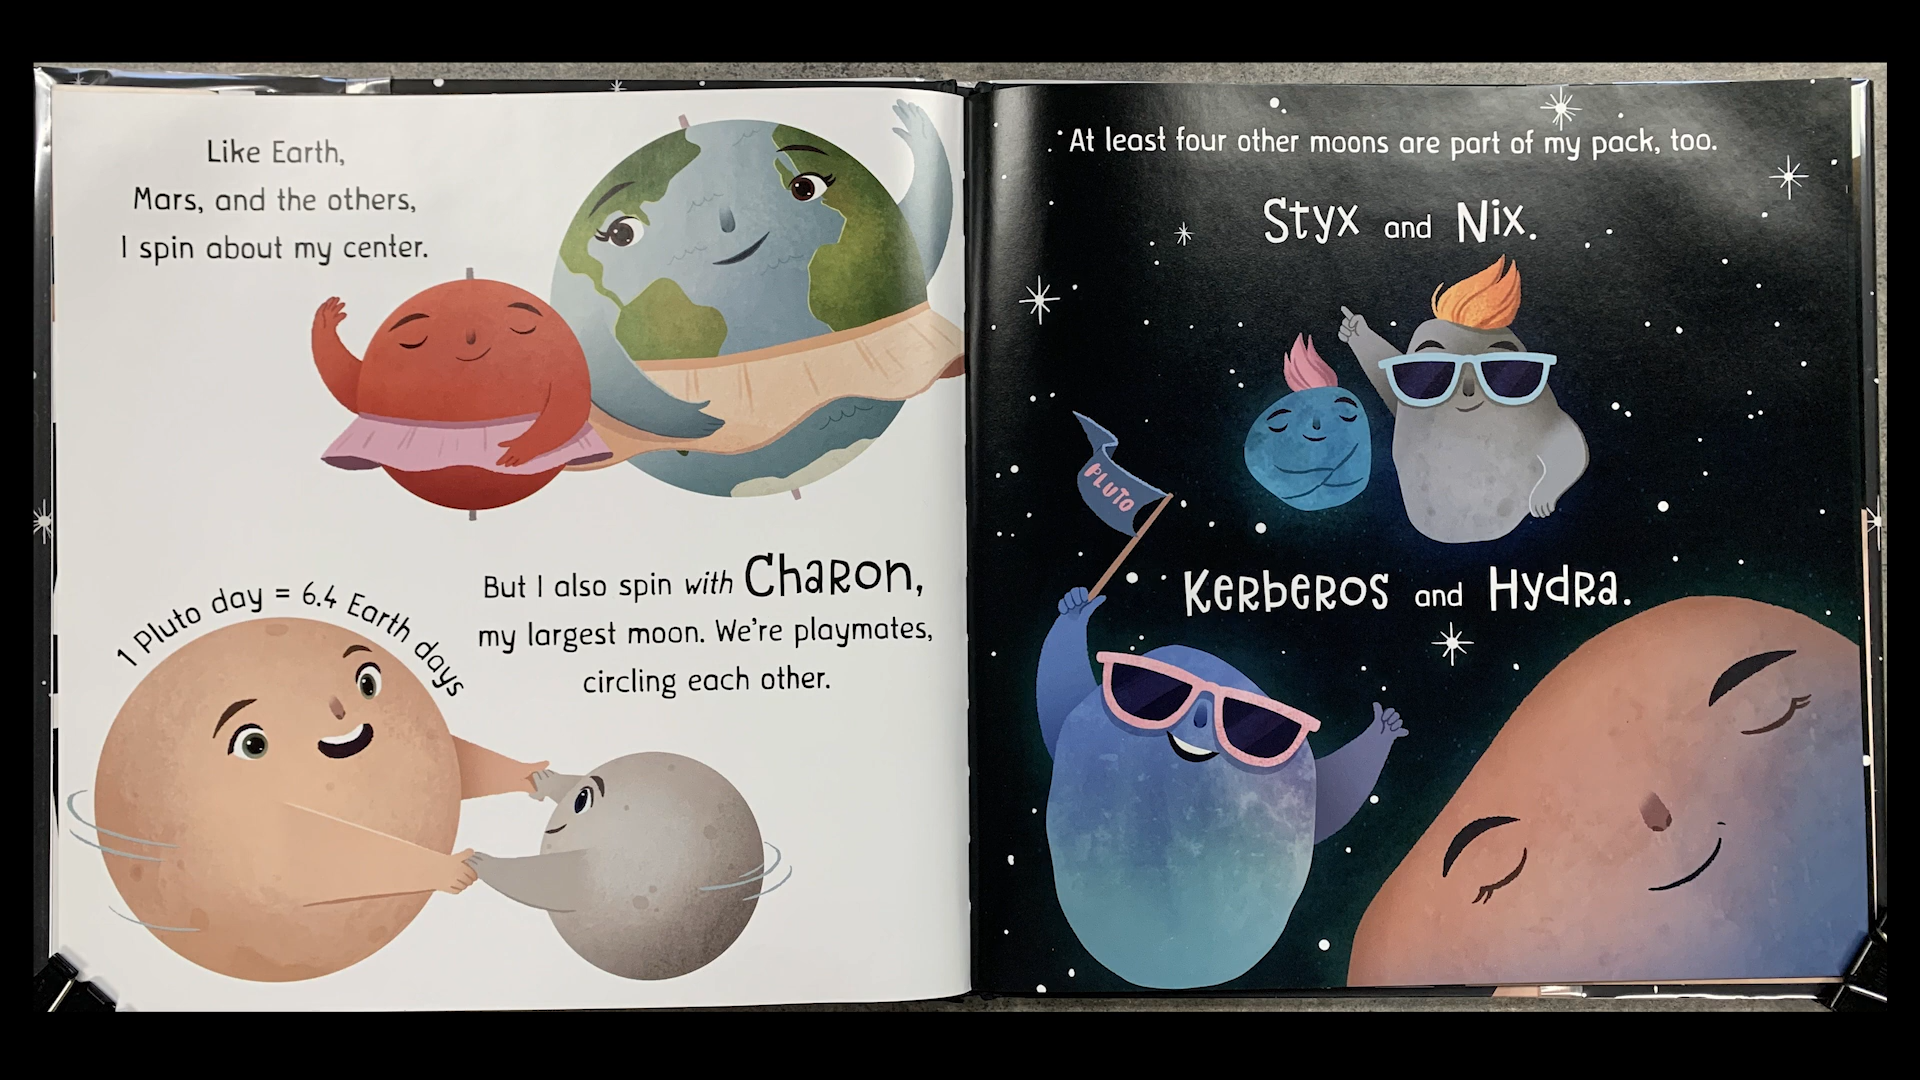 Like Earth,
Mars, and the others,
I spin about my center.
1 Pluto day = 6.4 Earth days
But I also spin with Charon,
my largest moon. We're playmates,
circling each other.
At least four other moons are part of my pack, too.
Styx and Nix.
PLUTO
Kerberos and Hydra.